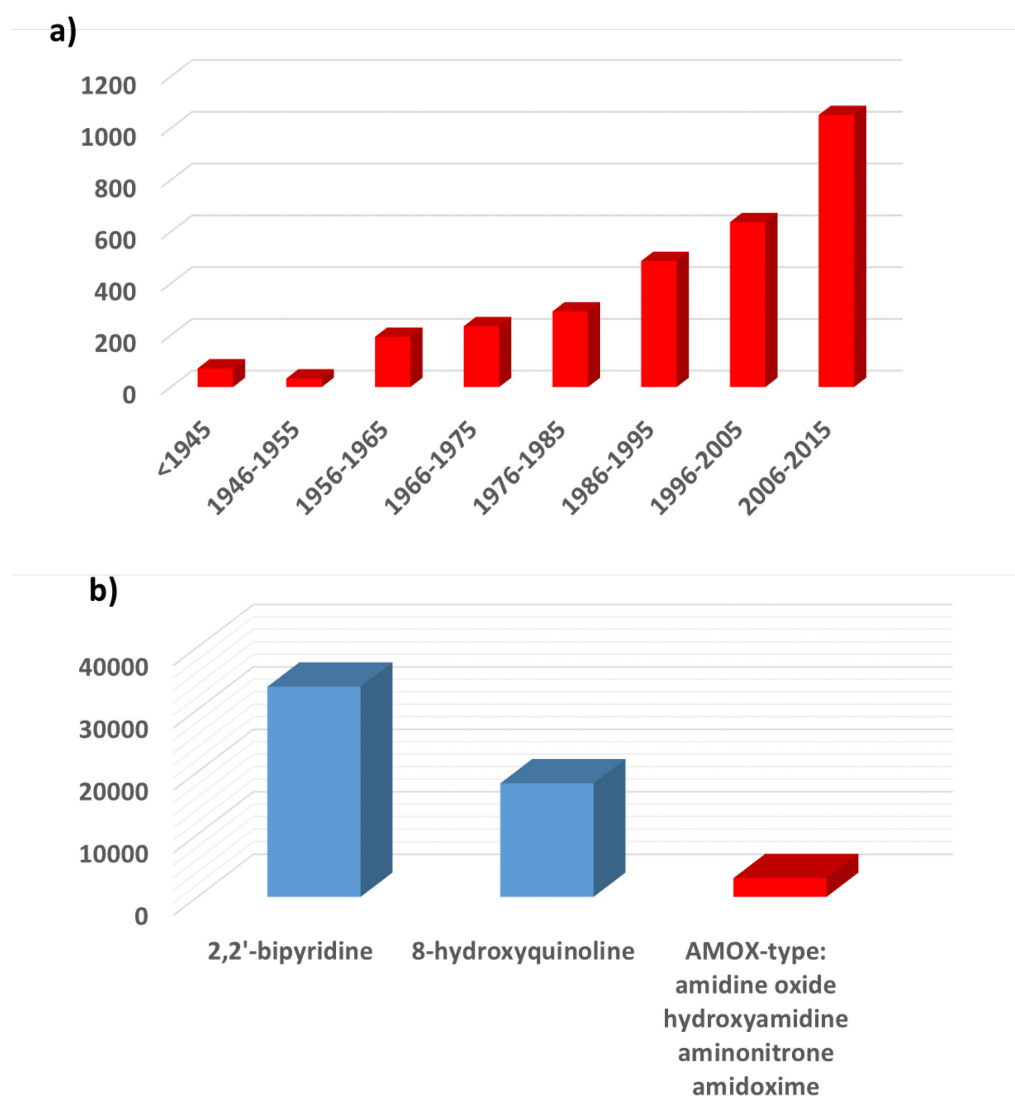 a)
1200
1000
800
600
400
200
0
<1945
1946-1955
1956-1965
1966-1975
1976-1985
1986-1995
1996-2005
2006-2015
b)
40000
30000
20000
10000
0
2,2'-bipyridine
8-hydroxyquinoline
AMOX-type:
amidine oxide
hydroxyamidine
aminonitrone
amidoxime